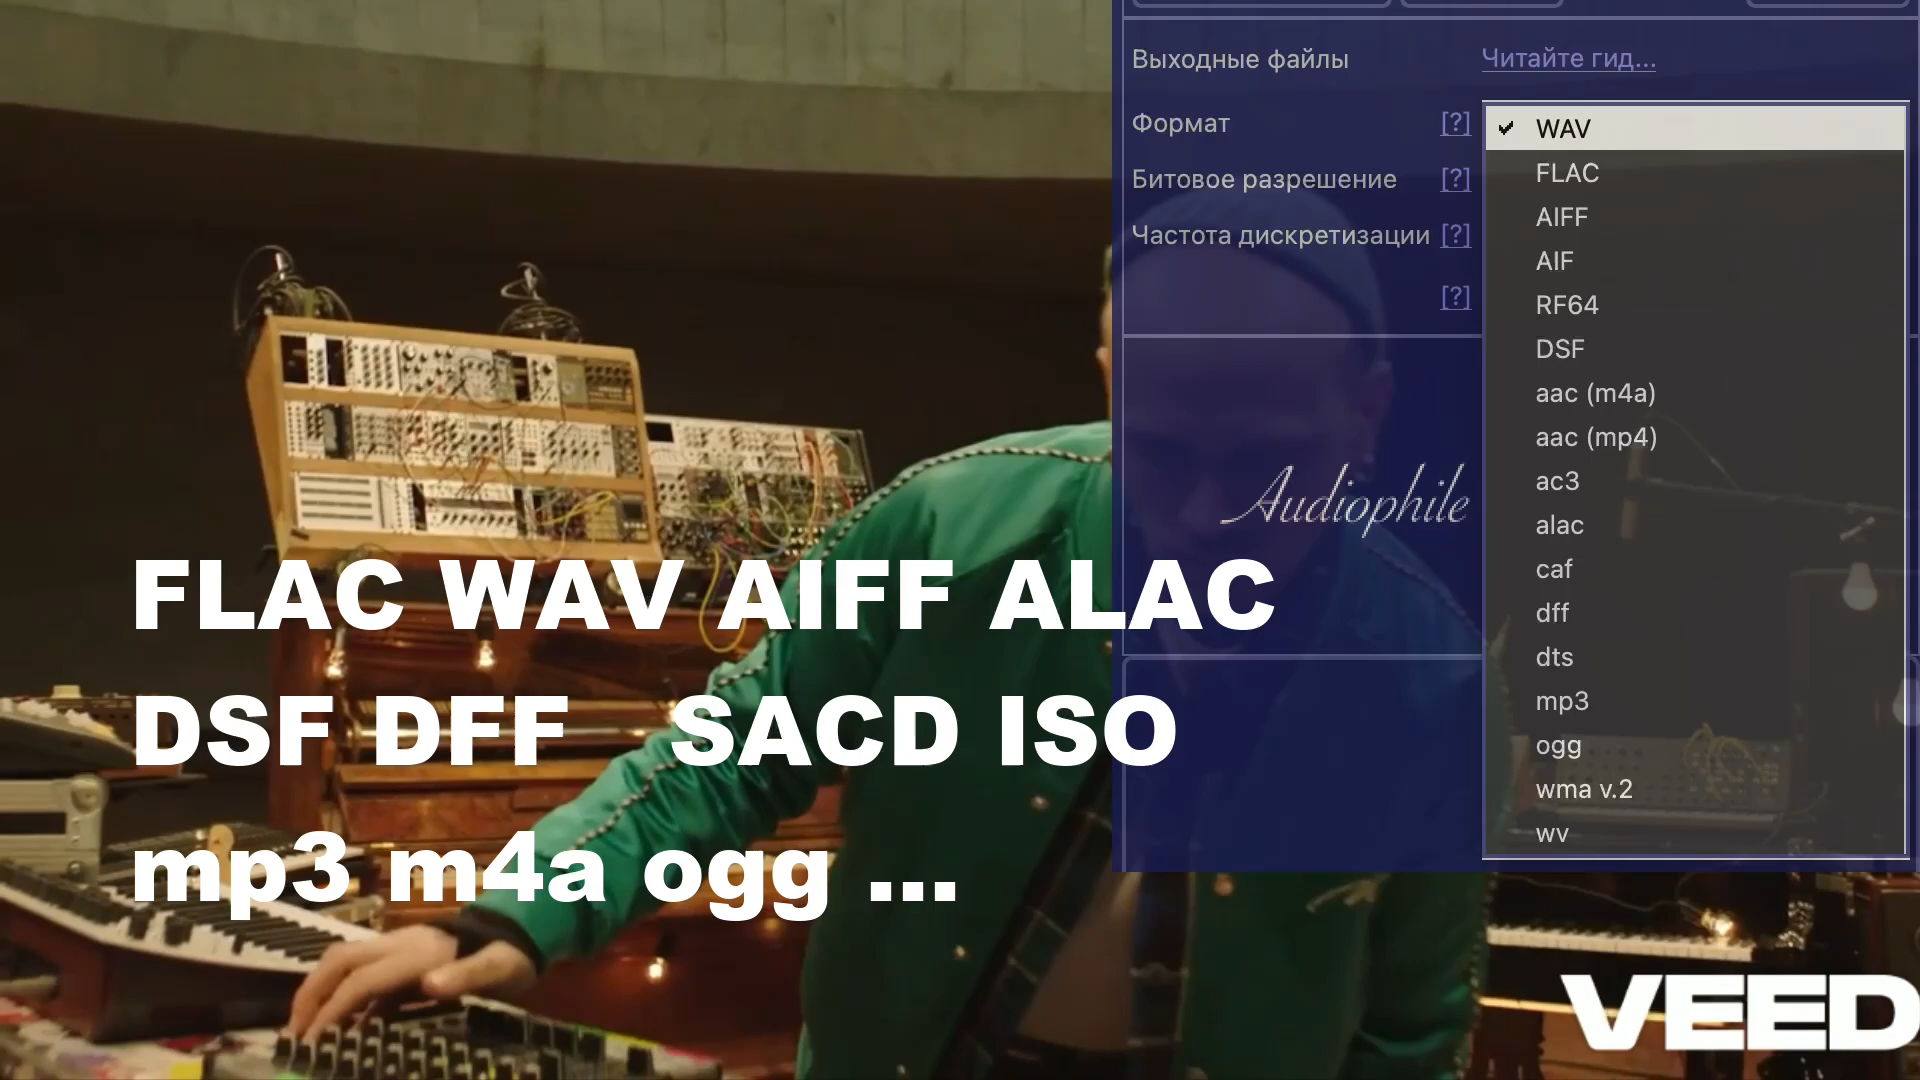 Выходные файлы Читайте гид...
Формат [?]
Битовое разрешение [?]
Частота дискретизации [?]
[?]
WAV
FLAC
AIFF
AIF
RF64
DSF
aac (m4a)
aac (mp4)
ac3
alac
caf
dff
dts
mp3
ogg
wma v.2
wv
Audiophile
FLAC WAV AIFF ALAC
DSF DFF SACD ISO
mp3 m4a ogg ...
VEED